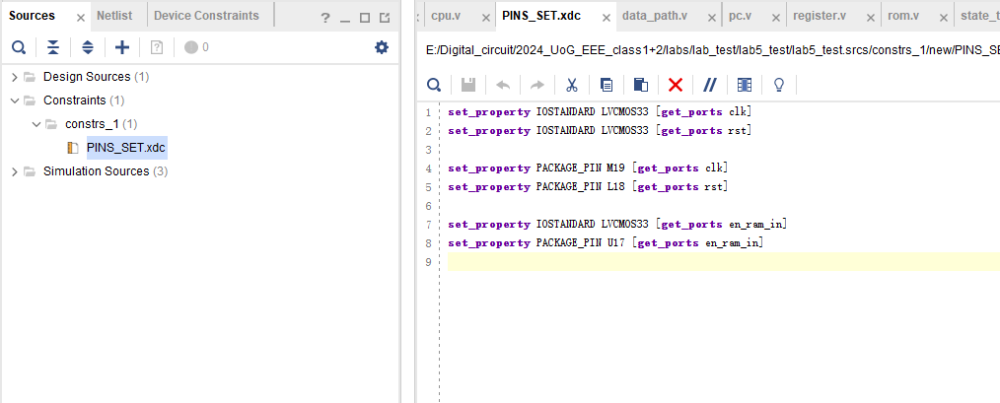 Sources
Netlist
Device Constraints
?
0
Design Sources (1)
Constraints (1)
constrs_1 (1)
PINS_SET.xdc
Simulation Sources (3)
cpu.v
PINS_SET.xdc
data_path.v
pc.v
register.v
rom.v
E:/Digital_circuit/2024_UoG_EEE_class1+2/labs/lab_test/lab5_test/lab5_test.srcs/constrs_1/new/
1 set_property IOSTANDARD LVCMOS33 [get_ports clk]
2 set_property IOSTANDARD LVCMOS33 [get_ports rst]
3
4 set_property PACKAGE_PIN M19 [get_ports clk]
5 set_property PACKAGE_PIN L18 [get_ports rst]
6
7 set_property IOSTANDARD LVCMOS33 [get_ports en_ram_in]
8 set_property PACKAGE_PIN U17 [get_ports en_ram_in]
9